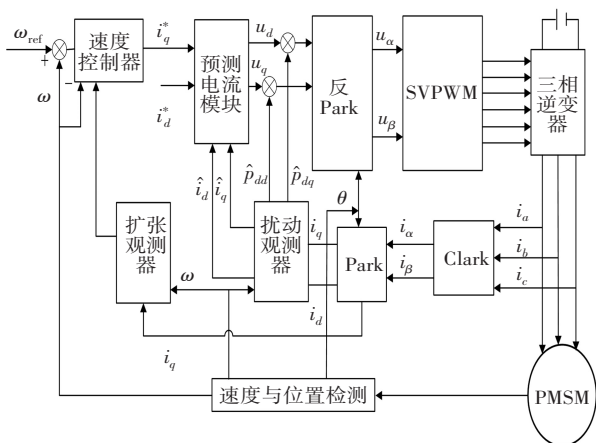 ω_ref
+
−
ω
速度
控制器
i_q^*
i_d^*
预测
电流
模块
u_d
u_q
反
Park
u_α
u_β
SVPWM
三相
逆变
器
î_d
î_q
p̂_dd
p̂_dq
θ
扩张
观测
器
ω
扰动
观测
器
i_q
i_d
Park
i_α
i_β
Clark
i_a
i_b
i_c
i_q
速度与位置检测
PMSM